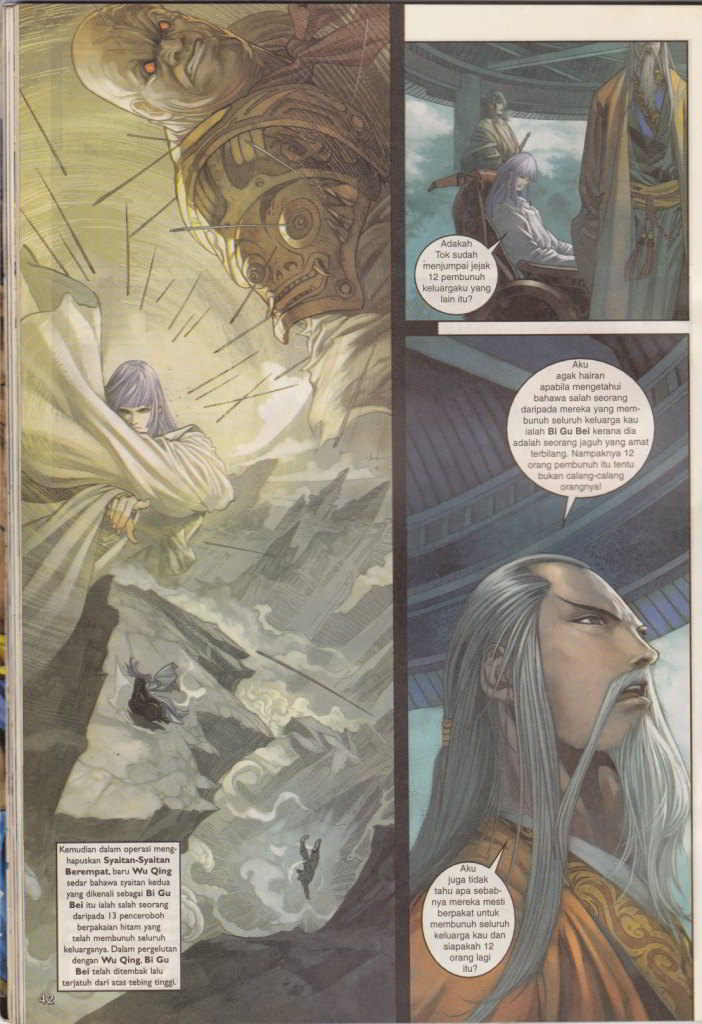 Kemudian dalam operasi meng-
hapuskan Syaitan-Syaitan
Berempat, baru Wu Qing
sedar bahawa syaitan kedua
yang dikenali sebagai Bi Gu
Bei itu ialah salah seorang
daripada 13 penceroboh
berpakaian hitam yang
telah membunuh seluruh
keluarganya. Dalam pergelutan
dengan Wu Qing, Bi Gu
Bei telah ditembak lalu
terjatuh dari atas tebing tinggi.
42
Adakah
Tok sudah
menjumpai jejak
12 pembunuh
keluargaku yang
lain itu?
Aku
agak hairan
apabila mengetahui
bahawa salah seorang
daripada mereka yang mem-
bunuh seluruh keluarga kau
ialah Bi Gu Bei kerana dia
adalah seorang jaguh yang amat
terbilang. Nampaknya 12
orang pembunuh itu tentu
bukan calang-calang
orangnya!
Aku
juga tidak
tahu apa sebab-
nya mereka mesti
berpakat untuk
membunuh seluruh
keluarga kau dan
siapakah 12
orang lagi
itu?